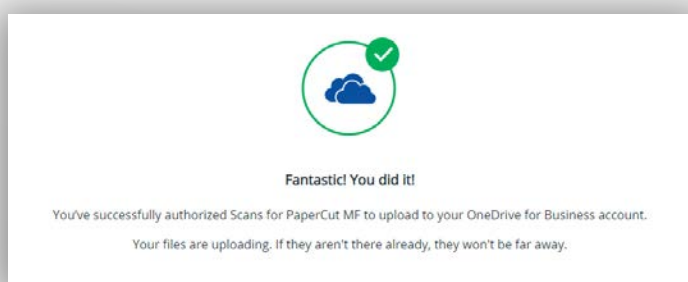 Fantastic! You did it!
You've successfully authorized Scans for PaperCut MF to upload to your OneDrive for Business account.
Your files are uploading. If they aren't there already, they won't be far away.